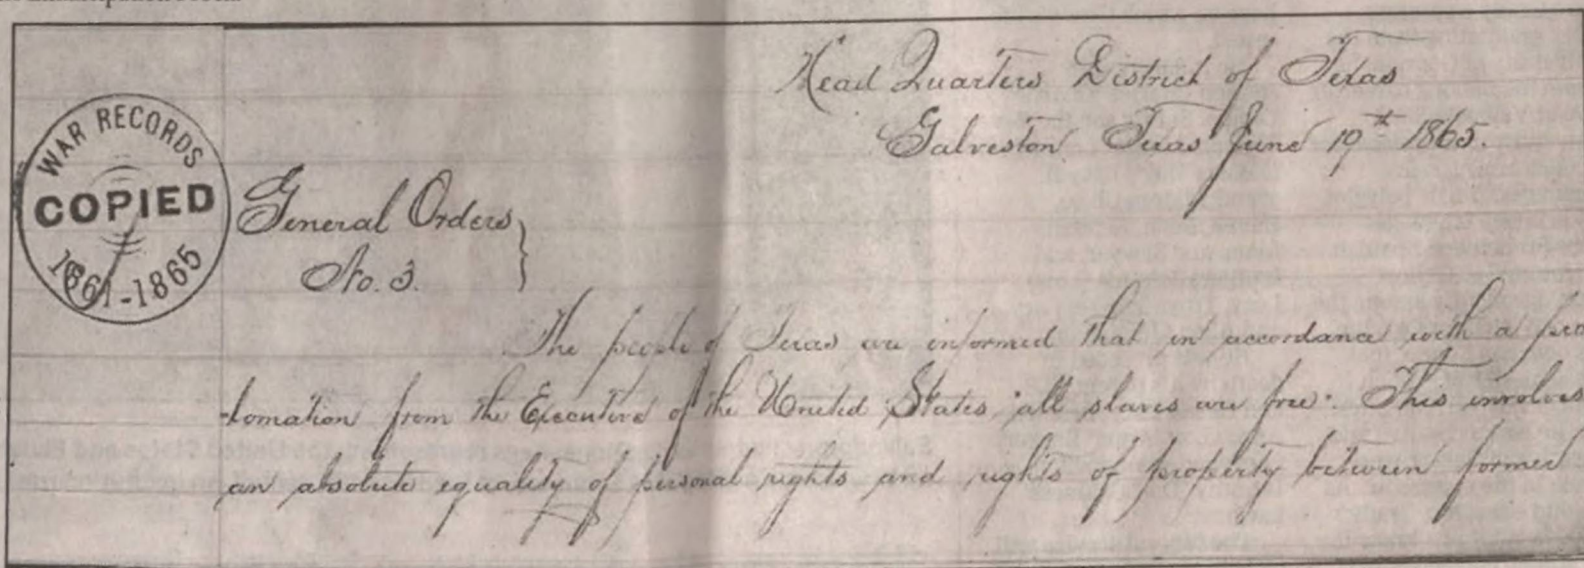 Head Quarters District of Texas
Galveston Texas June 19th 1865.
WAR RECORDS
COPIED
1861-1865
General Orders
No. 3.
The people of Texas are informed that in accordance with a pro
-lamation from the Executive of the United States, "all slaves are free". This involves
an absolute equality of personal rights and rights of property between former